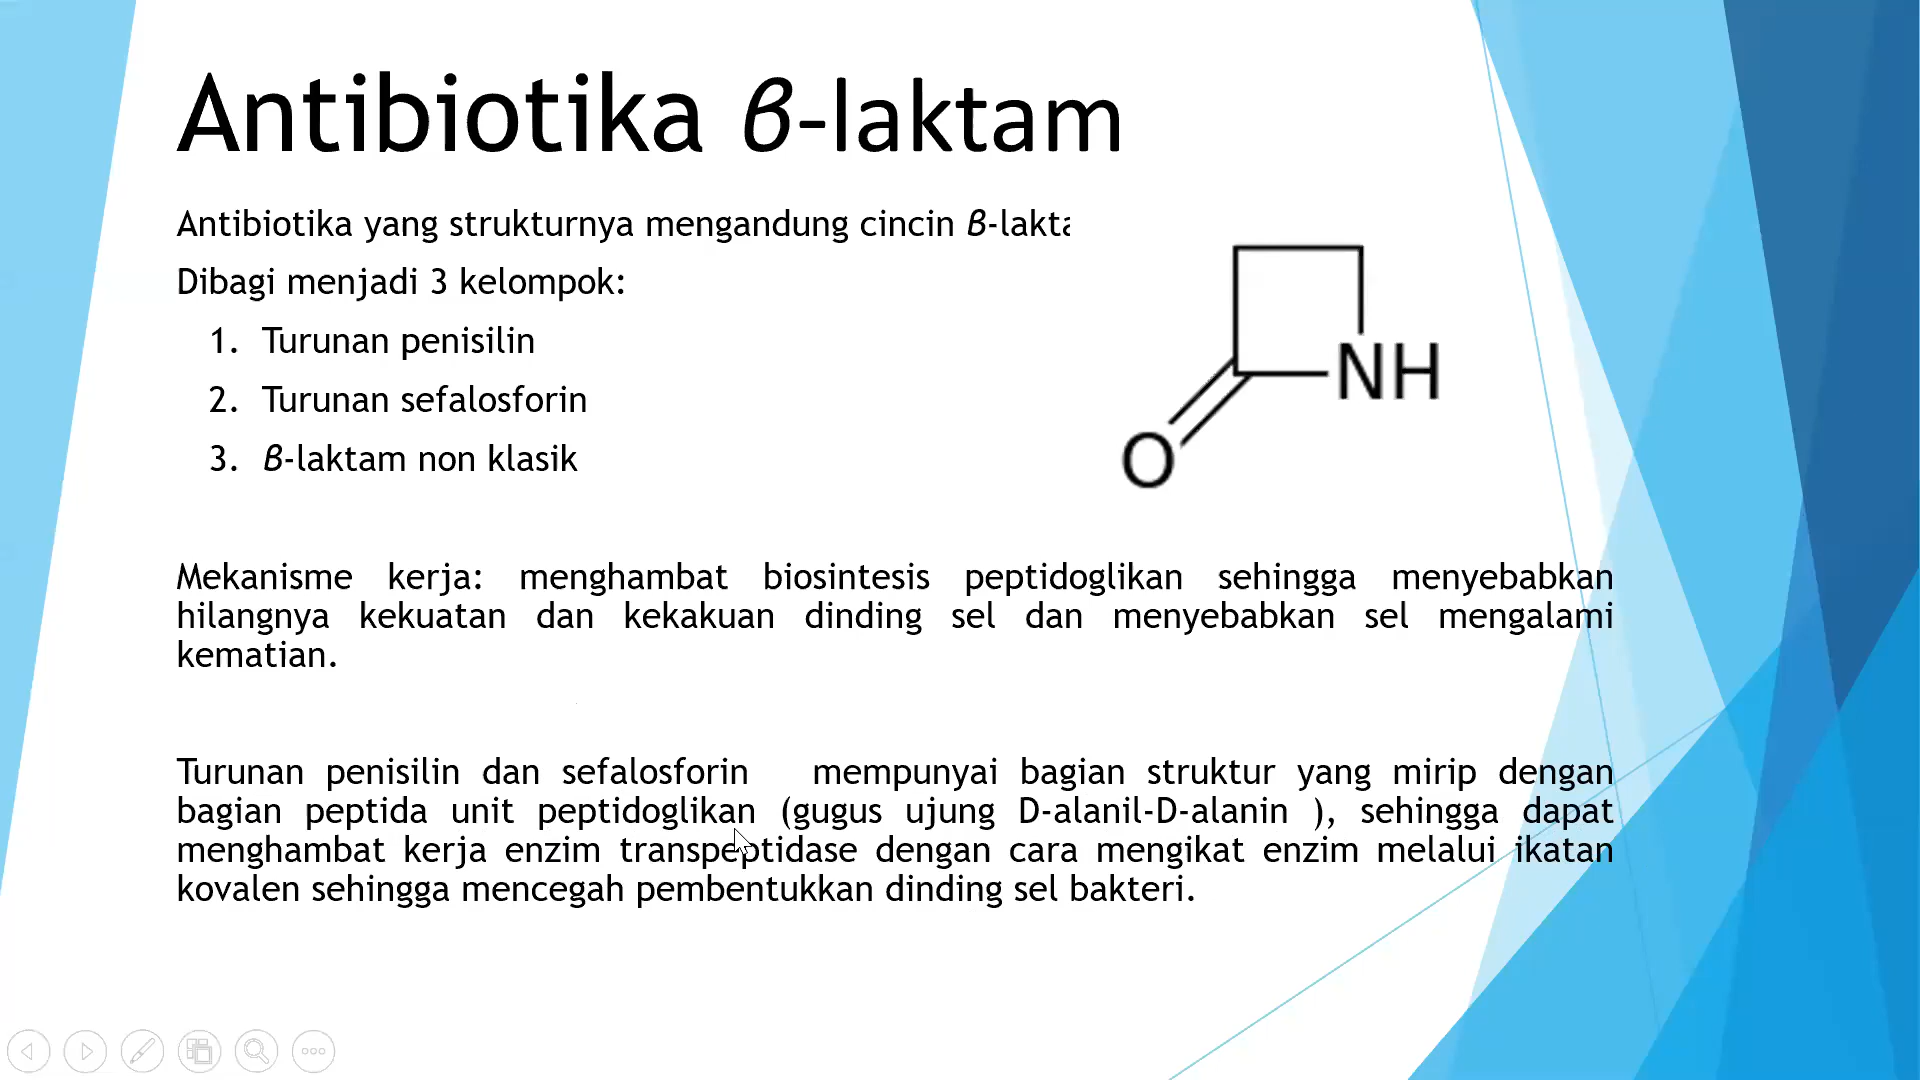 Antibiotika β-laktam
Antibiotika yang strukturnya mengandung cincin β-lakta
Dibagi menjadi 3 kelompok:
1. Turunan penisilin
2. Turunan sefalosforin
3. β-laktam non klasik
NH
O
Mekanisme kerja: menghambat biosintesis peptidoglikan sehingga menyebabkan
hilangnya kekuatan dan kekakuan dinding sel dan menyebabkan sel mengalami
kematian.
Turunan penisilin dan sefalosforin mempunyai bagian struktur yang mirip dengan
bagian peptida unit peptidoglikan (gugus ujung D-alanil-D-alanin ), sehingga dapat
menghambat kerja enzim transpeptidase dengan cara mengikat enzim melalui ikatan
kovalen sehingga mencegah pembentukkan dinding sel bakteri.